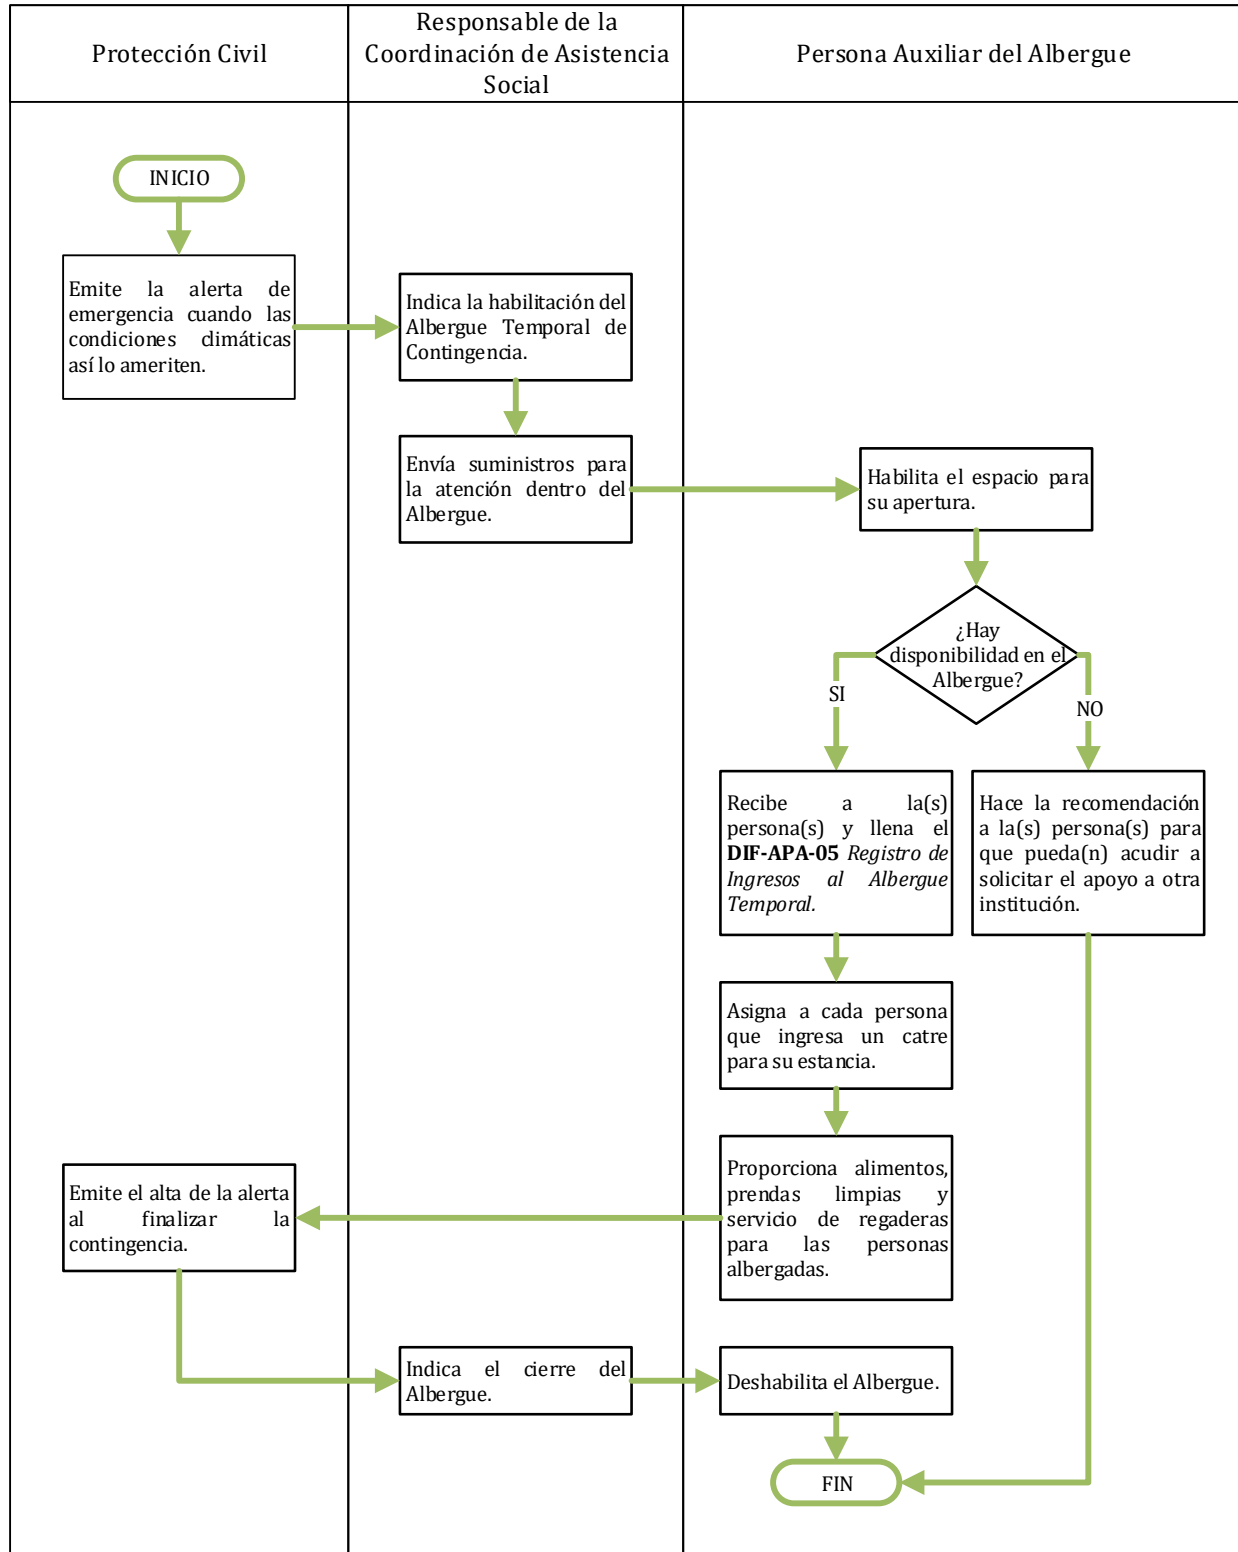 Protección Civil
Responsable de la
Coordinación de Asistencia
Social
Persona Auxiliar del Albergue
INICIO
Emite la alerta de
emergencia cuando las
condiciones climáticas
así lo ameriten.
Indica la habilitación del
Albergue Temporal de
Contingencia.
Envía suministros para
la atención dentro del
Albergue.
Habilita el espacio para
su apertura.
¿Hay
disponibilidad en el
Albergue?
SI
NO
Recibe a la(s)
persona(s) y llena el
DIF-APA-05 Registro de
Ingresos al Albergue
Temporal.
Hace la recomendación
a la(s) persona(s) para
que pueda(n) acudir a
solicitar el apoyo a otra
institución.
Asigna a cada persona
que ingresa un catre
para su estancia.
Proporciona alimentos,
prendas limpias y
servicio de regaderas
para las personas
albergadas.
Emite el alta de la alerta
al finalizar la
contingencia.
Indica el cierre del
Albergue.
Deshabilita el Albergue.
FIN